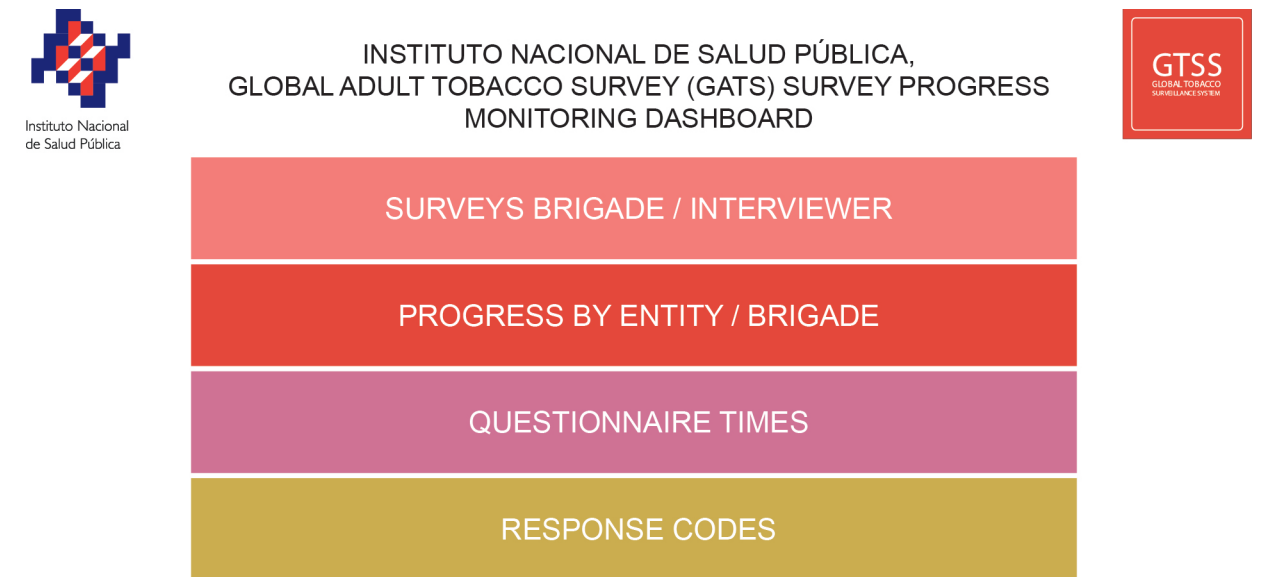 INSTITUTO NACIONAL DE SALUD PÚBLICA,
GLOBAL ADULT TOBACCO SURVEY (GATS) SURVEY PROGRESS
MONITORING DASHBOARD
Instituto Nacional
de Salud Pública
GTSS
GLOBAL TOBACCO
SURVEILLANCE SYSTEM
SURVEYS BRIGADE / INTERVIEWER
PROGRESS BY ENTITY / BRIGADE
QUESTIONNAIRE TIMES
RESPONSE CODES